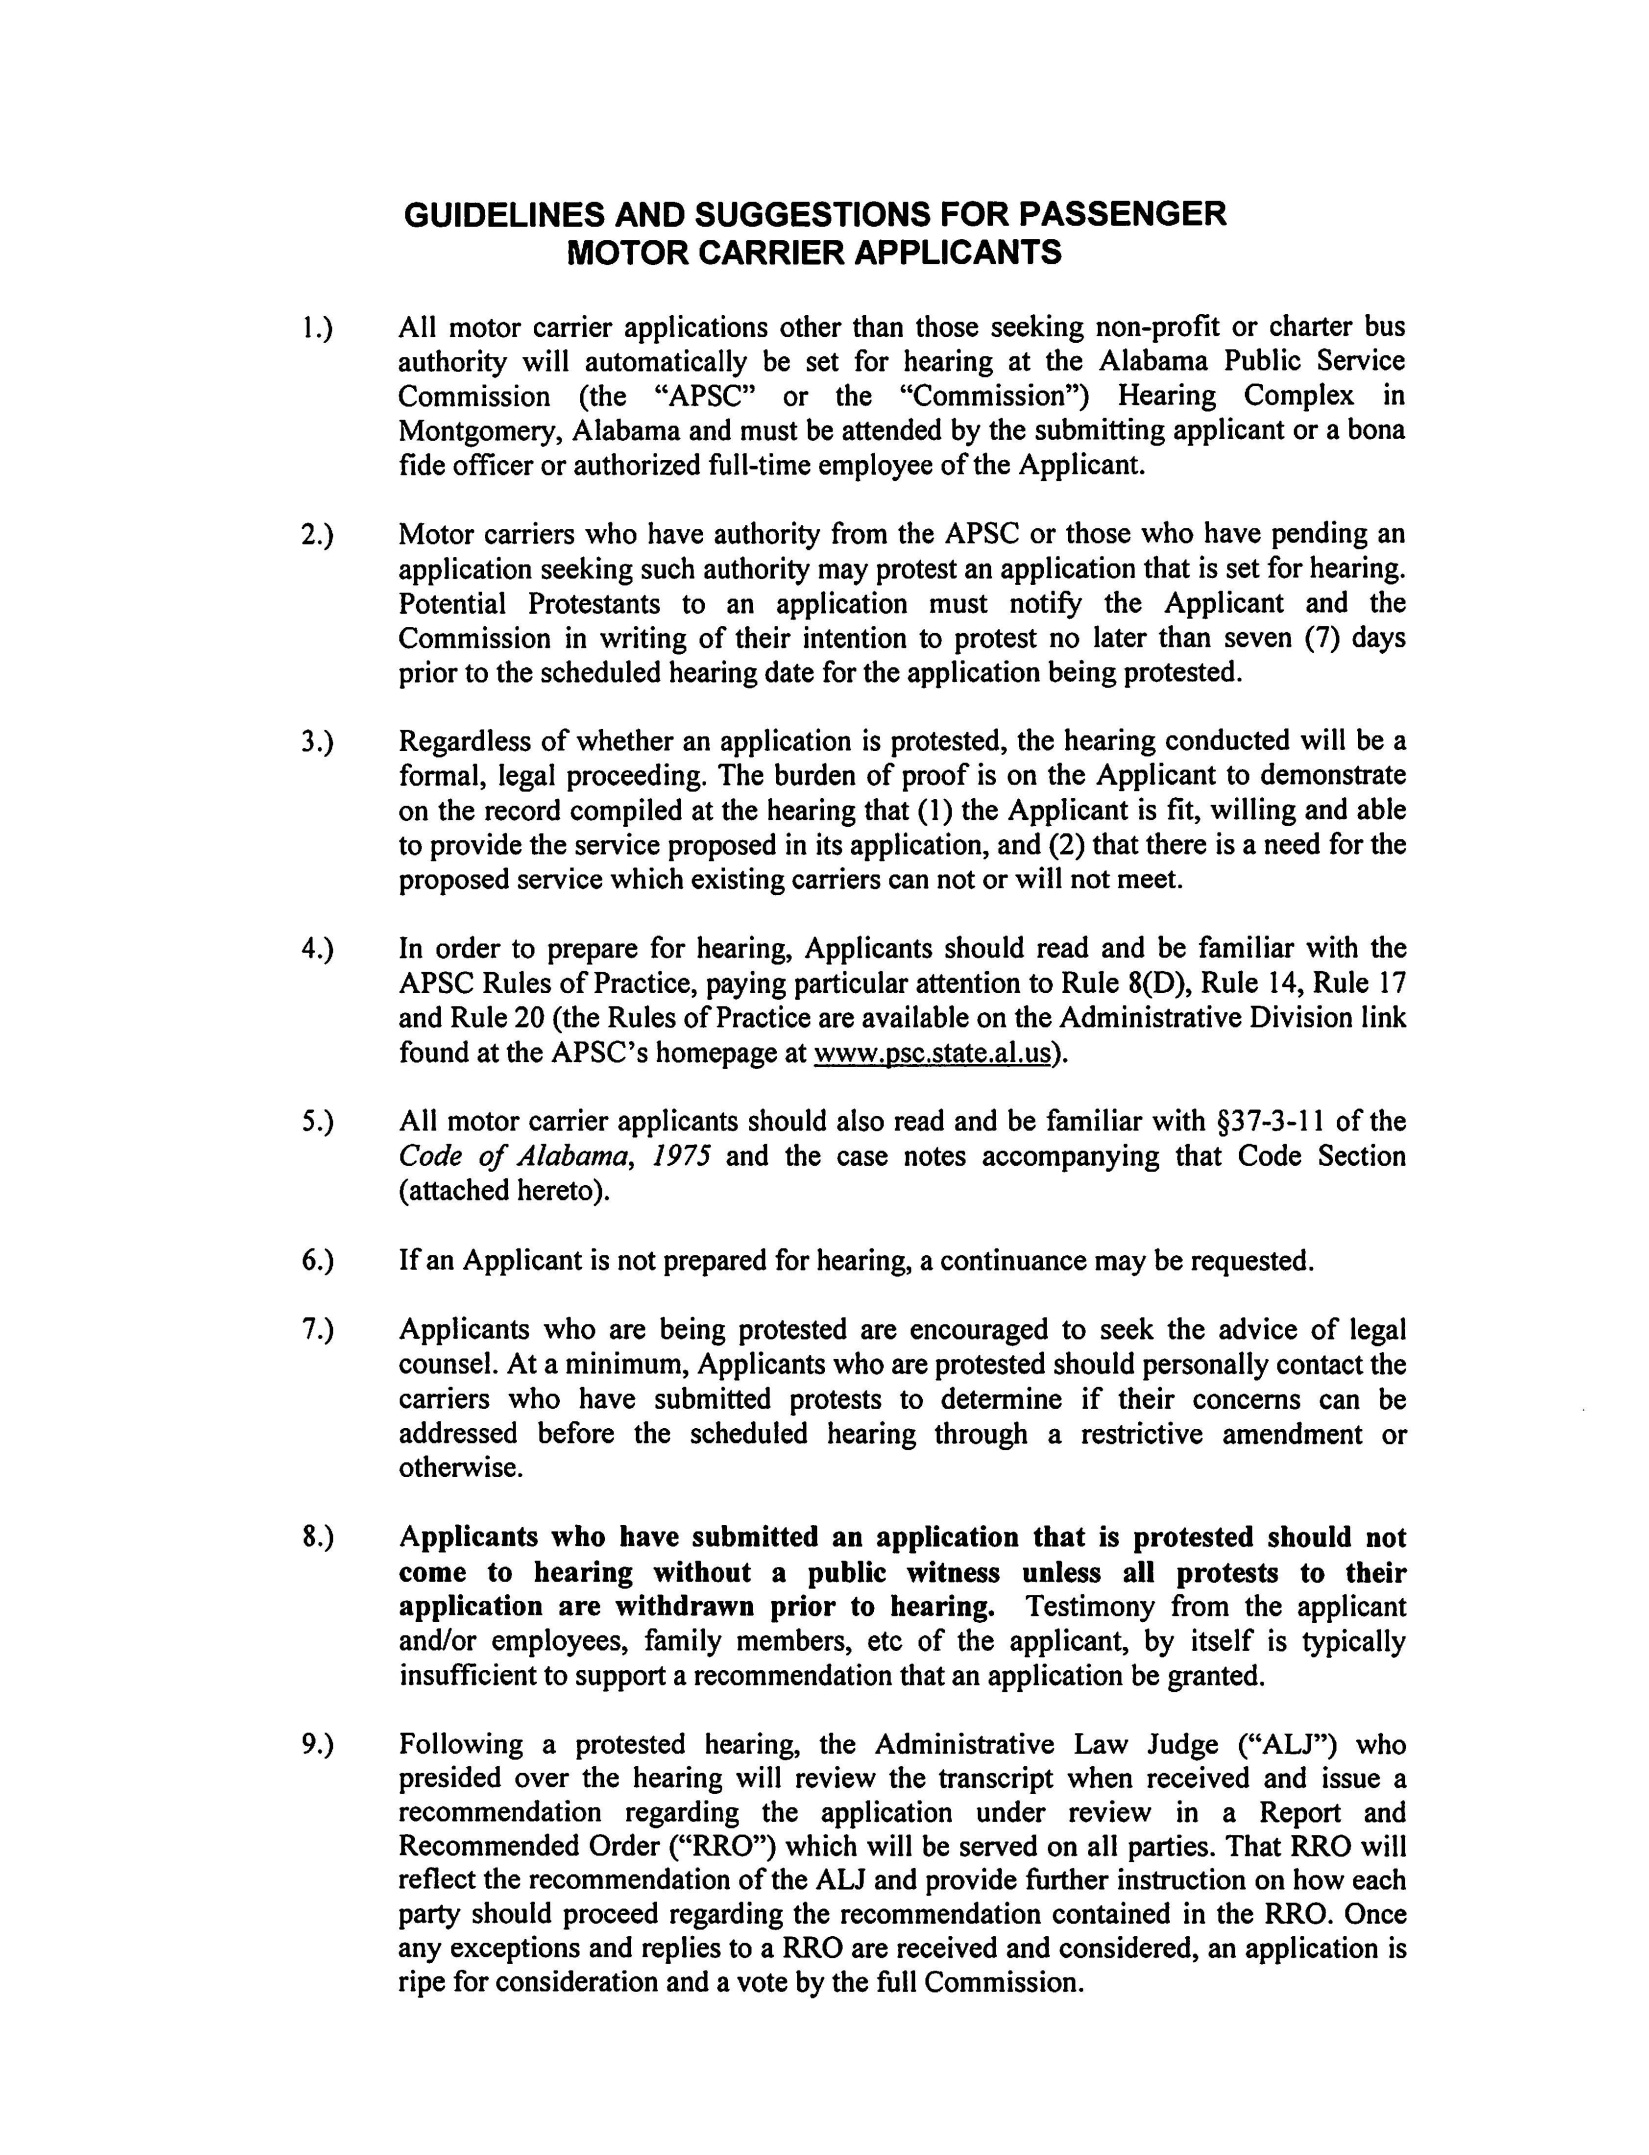 GUIDELINES AND SUGGESTIONS FOR PASSENGER
MOTOR CARRIER APPLICANTS
1.) All motor carrier applications other than those seeking non-profit or charter bus
authority will automatically be set for hearing at the Alabama Public Service
Commission (the “APSC” or the “Commission”) Hearing Complex in
Montgomery, Alabama and must be attended by the submitting applicant or a bona
fide officer or authorized full-time employee of the Applicant.
2.) Motor carriers who have authority from the APSC or those who have pending an
application seeking such authority may protest an application that is set for hearing.
Potential Protestants to an application must notify the Applicant and the
Commission in writing of their intention to protest no later than seven (7) days
prior to the scheduled hearing date for the application being protested.
3.) Regardless of whether an application is protested, the hearing conducted will be a
formal, legal proceeding. The burden of proof is on the Applicant to demonstrate
on the record compiled at the hearing that (1) the Applicant is fit, willing and able
to provide the service proposed in its application, and (2) that there is a need for the
proposed service which existing carriers can not or will not meet.
4.) In order to prepare for hearing, Applicants should read and be familiar with the
APSC Rules of Practice, paying particular attention to Rule 8(D), Rule 14, Rule 17
and Rule 20 (the Rules of Practice are available on the Administrative Division link
found at the APSC’s homepage at www.psc.state.al.us).
5.) All motor carrier applicants should also read and be familiar with §37-3-11 of the
Code of Alabama, 1975 and the case notes accompanying that Code Section
(attached hereto).
6.) If an Applicant is not prepared for hearing, a continuance may be requested.
7.) Applicants who are being protested are encouraged to seek the advice of legal
counsel. At a minimum, Applicants who are protested should personally contact the
carriers who have submitted protests to determine if their concerns can be
addressed before the scheduled hearing through a restrictive amendment or
otherwise.
8.) Applicants who have submitted an application that is protested should not
come to hearing without a public witness unless all protests to their
application are withdrawn prior to hearing. Testimony from the applicant
and/or employees, family members, etc of the applicant, by itself is typically
insufficient to support a recommendation that an application be granted.
9.) Following a protested hearing, the Administrative Law Judge (“ALJ”) who
presided over the hearing will review the transcript when received and issue a
recommendation regarding the application under review in a Report and
Recommended Order (“RRO”) which will be served on all parties. That RRO will
reflect the recommendation of the ALJ and provide further instruction on how each
party should proceed regarding the recommendation contained in the RRO. Once
any exceptions and replies to a RRO are received and considered, an application is
ripe for consideration and a vote by the full Commission.